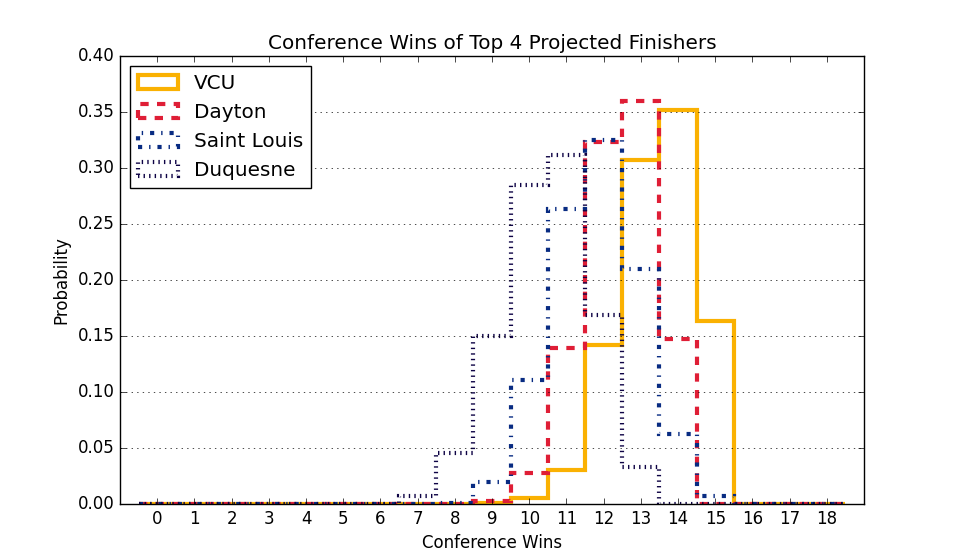 Conference Wins of Top 4 Projected Finishers
0.40
0.35
0.30
0.25
0.20
0.15
0.10
0.05
0.00
Probability
VCU
Dayton
Saint Louis
Duquesne
0 1 2 3 4 5 6 7 8 9 10 11 12 13 14 15 16 17 18
Conference Wins